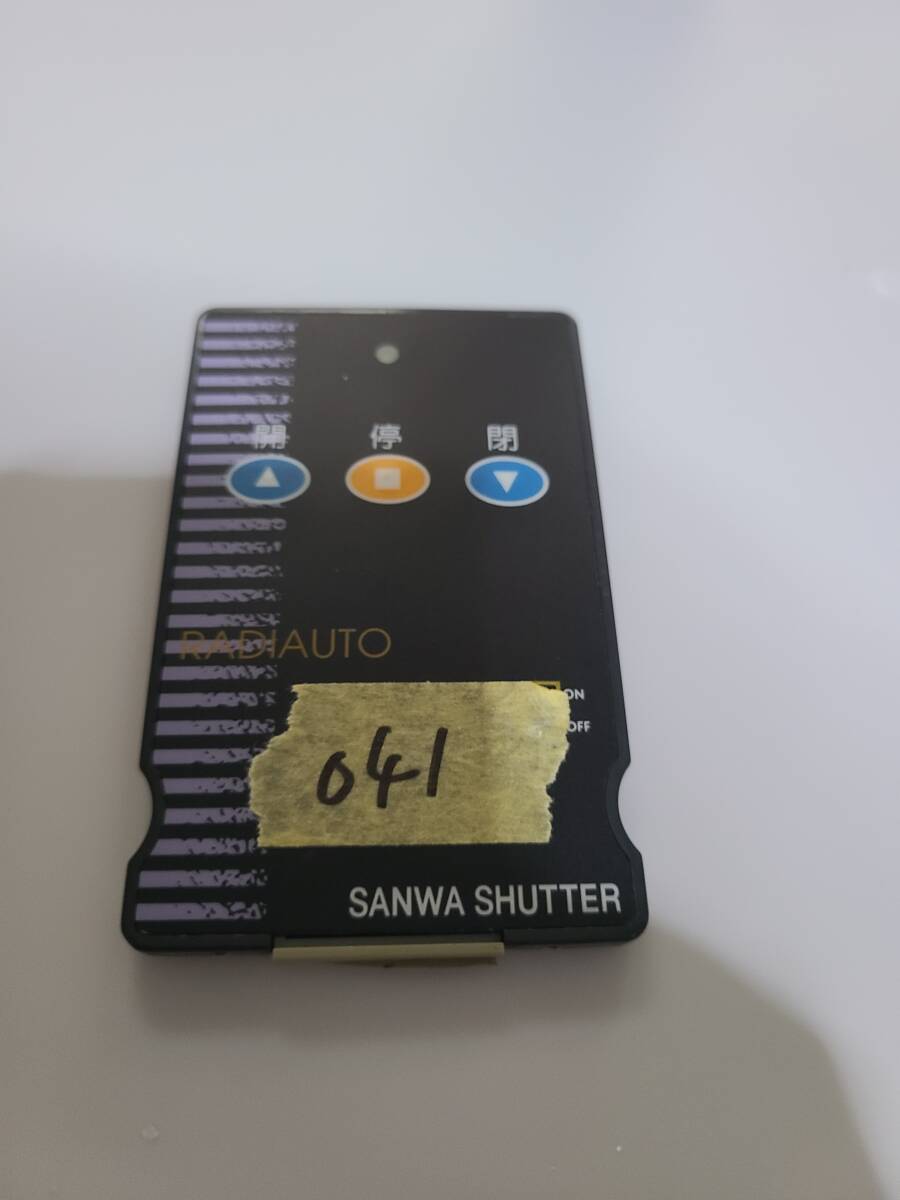 開 停 閉
RADIAUTO
ON
OFF
041
SANWA SHUTTER